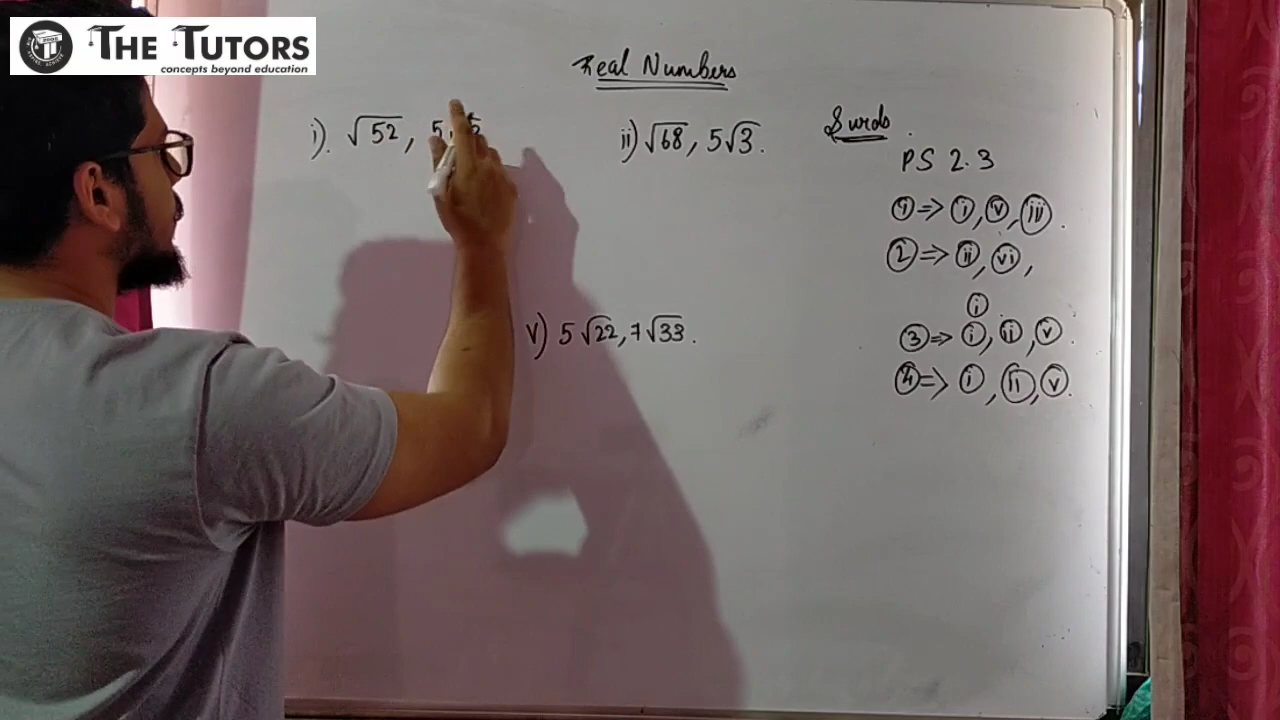 THE TUTORS
concepts beyond education
Real Numbers
i). √52, 5
ii) √68, 5√3.
Surds.
PS 2.3
1 => i, v, iii.
2 => ii, vi,
i
3 => i, ii, v.
v) 5√22, 7√33.
4 => i, ii, v.